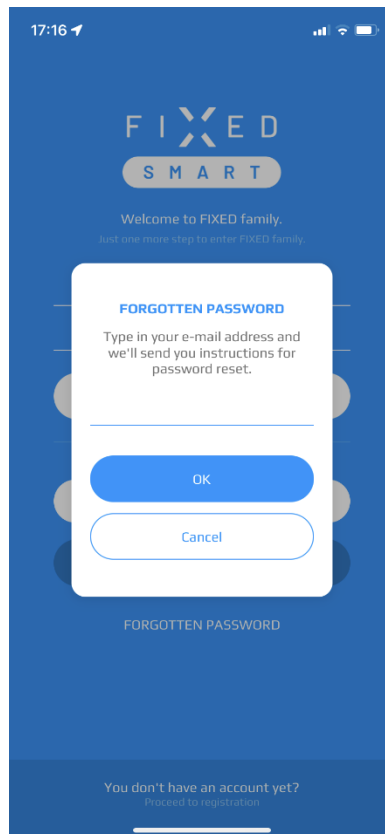 17:16
FIXED
SMART
Welcome to FIXED family.
Just one more step to enter FIXED family.
FORGOTTEN PASSWORD
Type in your e-mail address and
we'll send you instructions for
password reset.
OK
Cancel
FORGOTTEN PASSWORD
You don't have an account yet?
Proceed to registration